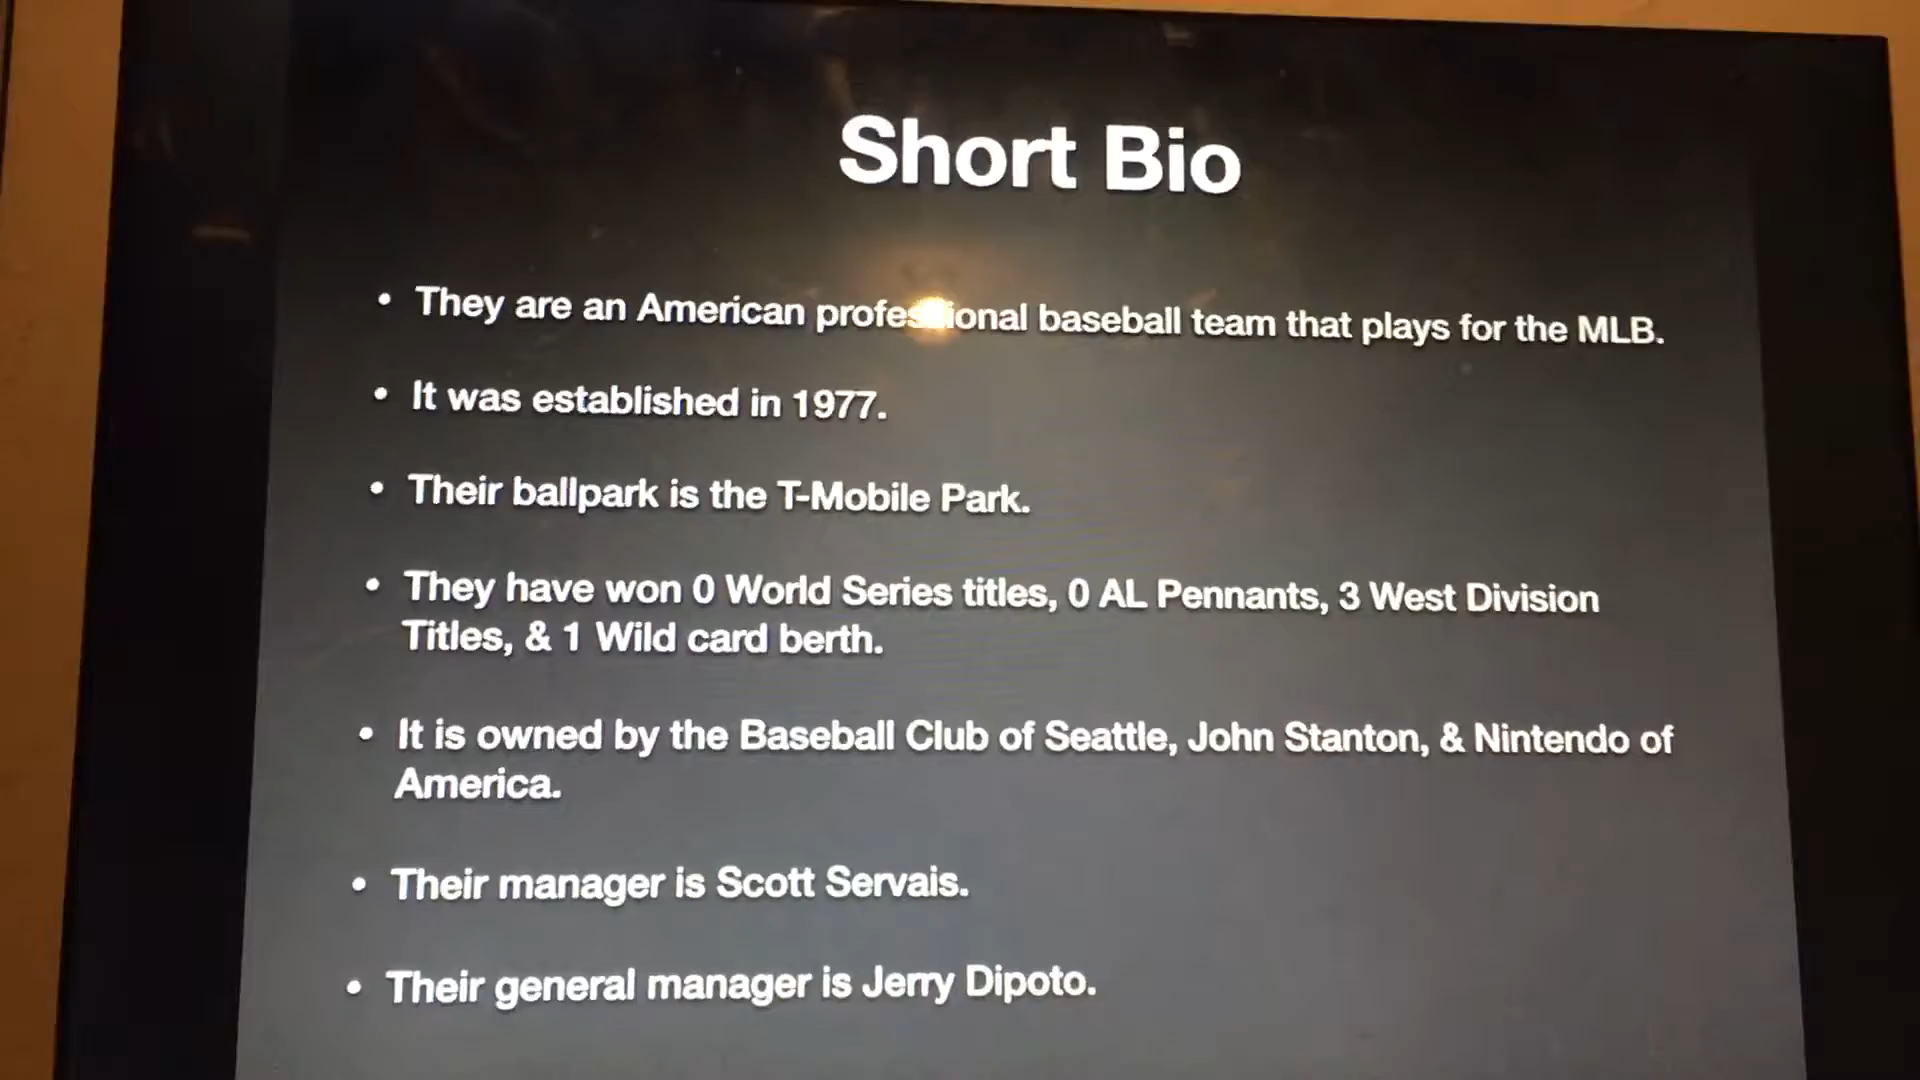 Short Bio
• They are an American professional baseball team that plays for the MLB.
• It was established in 1977.
• Their ballpark is the T-Mobile Park.
• They have won 0 World Series titles, 0 AL Pennants, 3 West Division
Titles, & 1 Wild card berth.
• It is owned by the Baseball Club of Seattle, John Stanton, & Nintendo of
America.
• Their manager is Scott Servais.
• Their general manager is Jerry Dipoto.